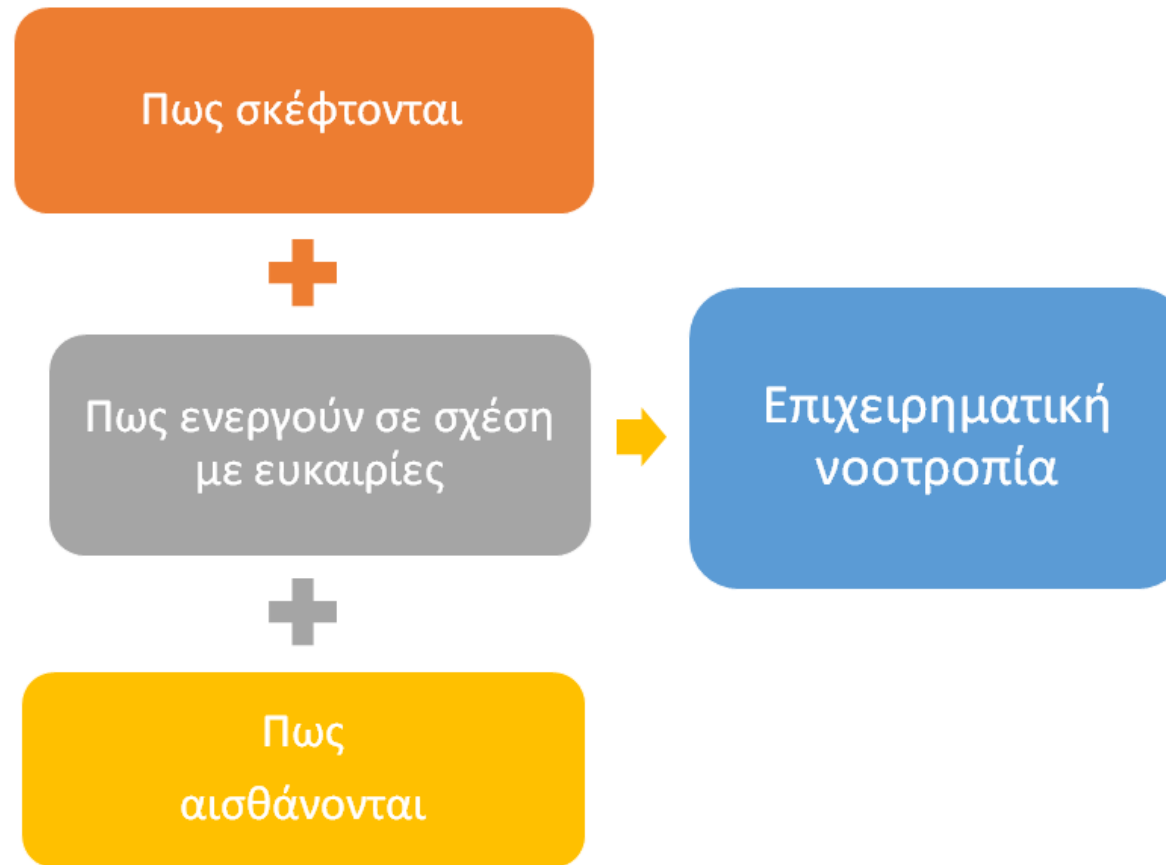 Πως σκέφτονται
Πως ενεργούν σε σχέση
με ευκαιρίες
Πως
αισθάνονται
Επιχειρηματική
νοοτροπία